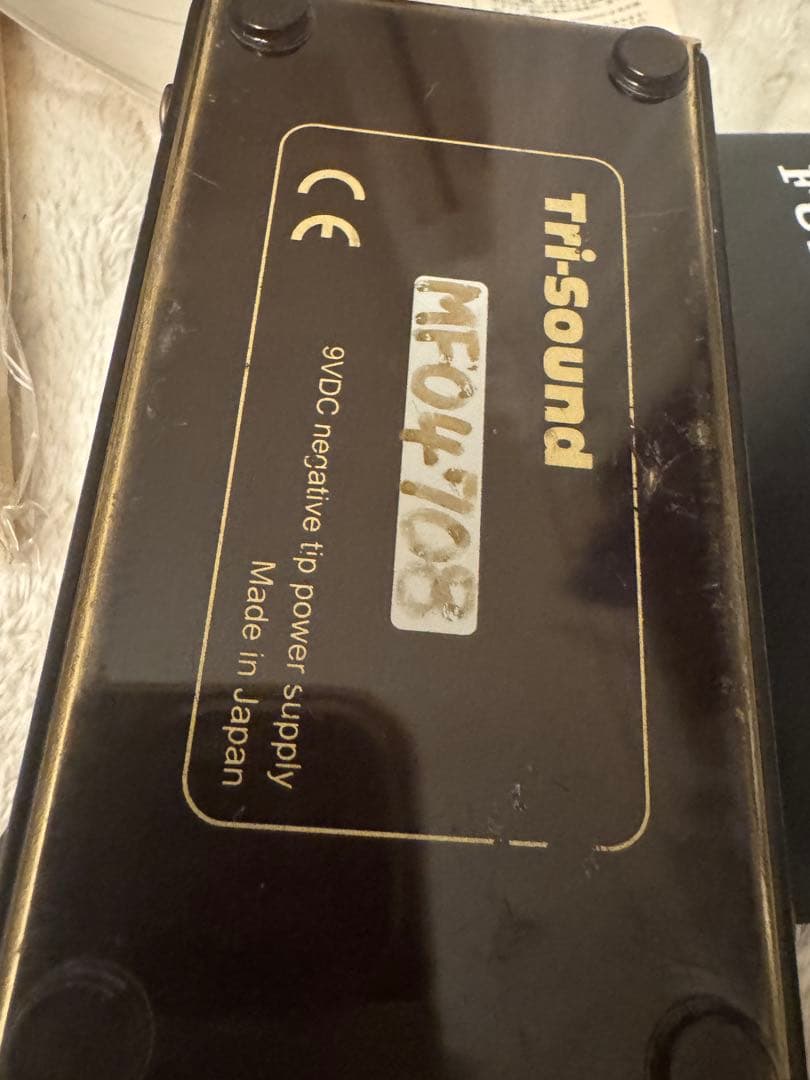 Tri-Sound
MF04708
CE
9VDC negative tip power supply
Made in Japan